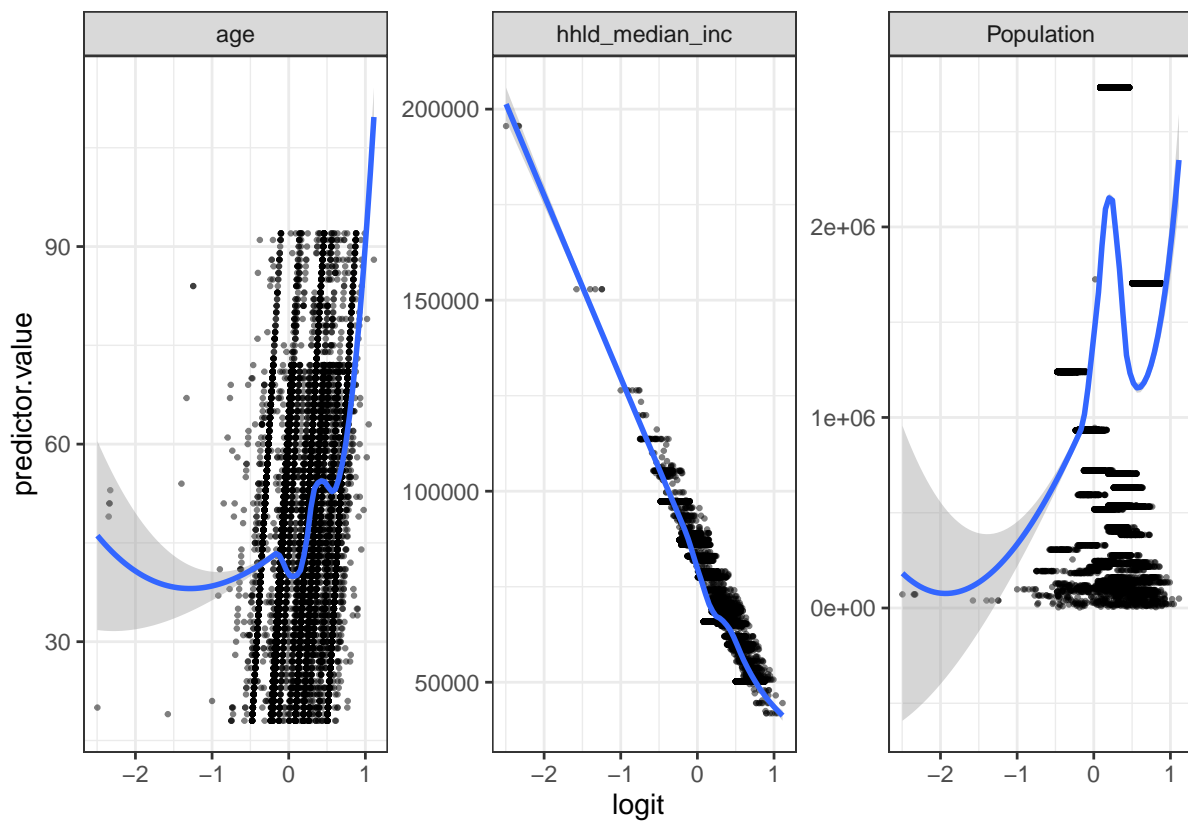 age
hhld_median_inc
Population
predictor.value
90
60
30
200000
150000
100000
50000
2e+06
1e+06
0e+00
−2 −1 0 1
−2 −1 0 1
−2 −1 0 1
logit